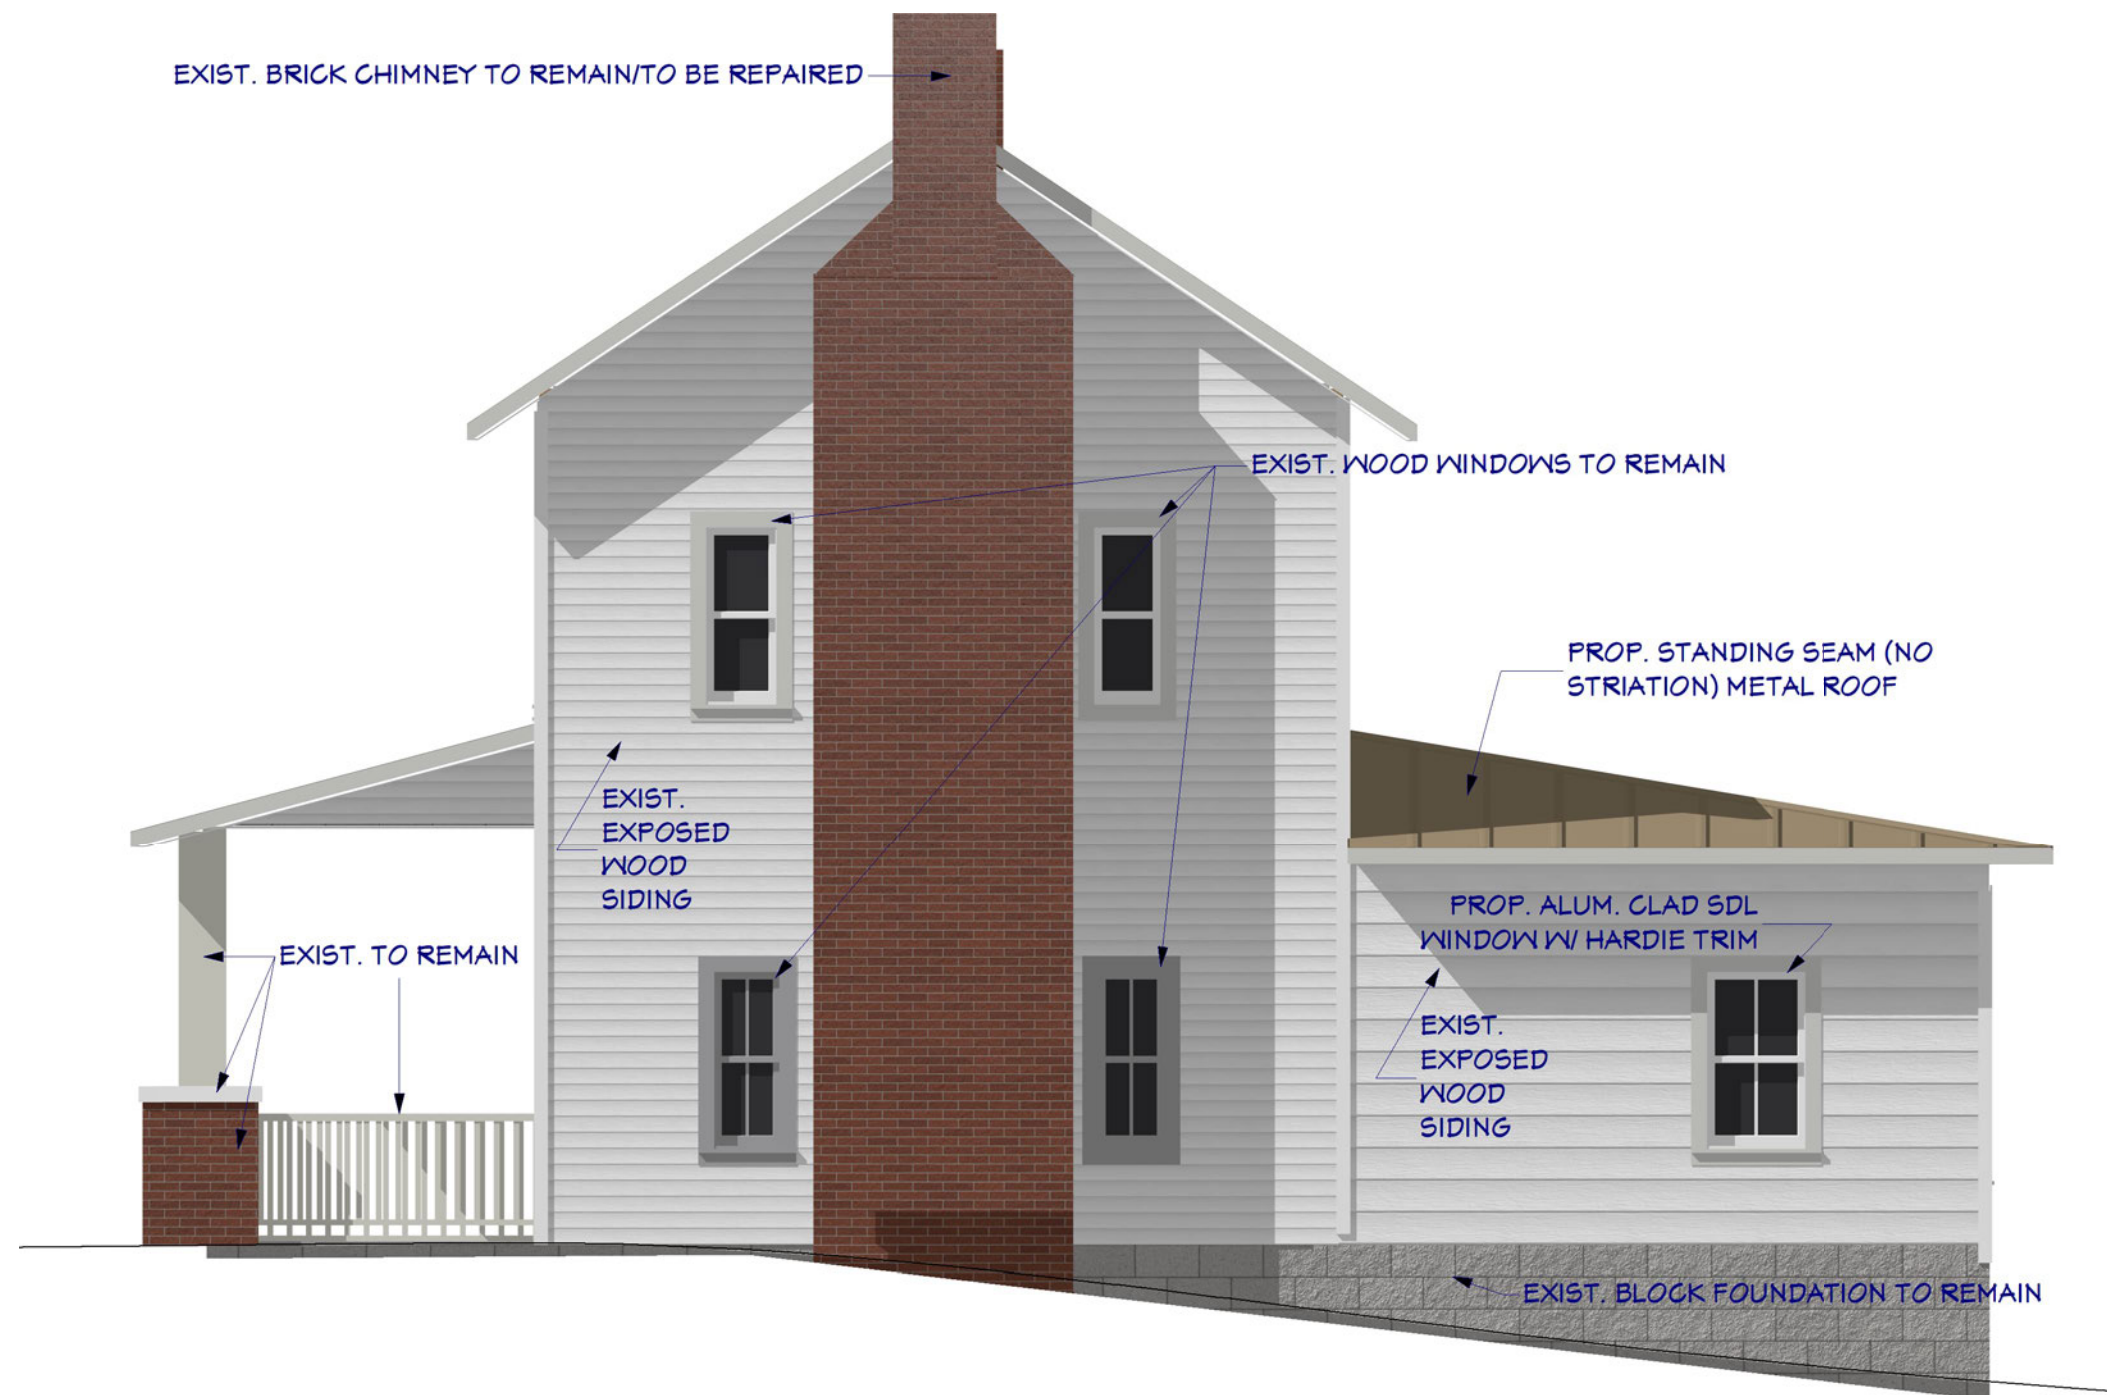 EXIST. BRICK CHIMNEY TO REMAIN/TO BE REPAIRED
EXIST. WOOD WINDOWS TO REMAIN
PROP. STANDING SEAM (NO
STRIATION) METAL ROOF
EXIST.
EXPOSED
WOOD
SIDING
PROP. ALUM. CLAD SDL
WINDOW W/ HARDIE TRIM
EXIST. TO REMAIN
EXIST.
EXPOSED
WOOD
SIDING
EXIST. BLOCK FOUNDATION TO REMAIN